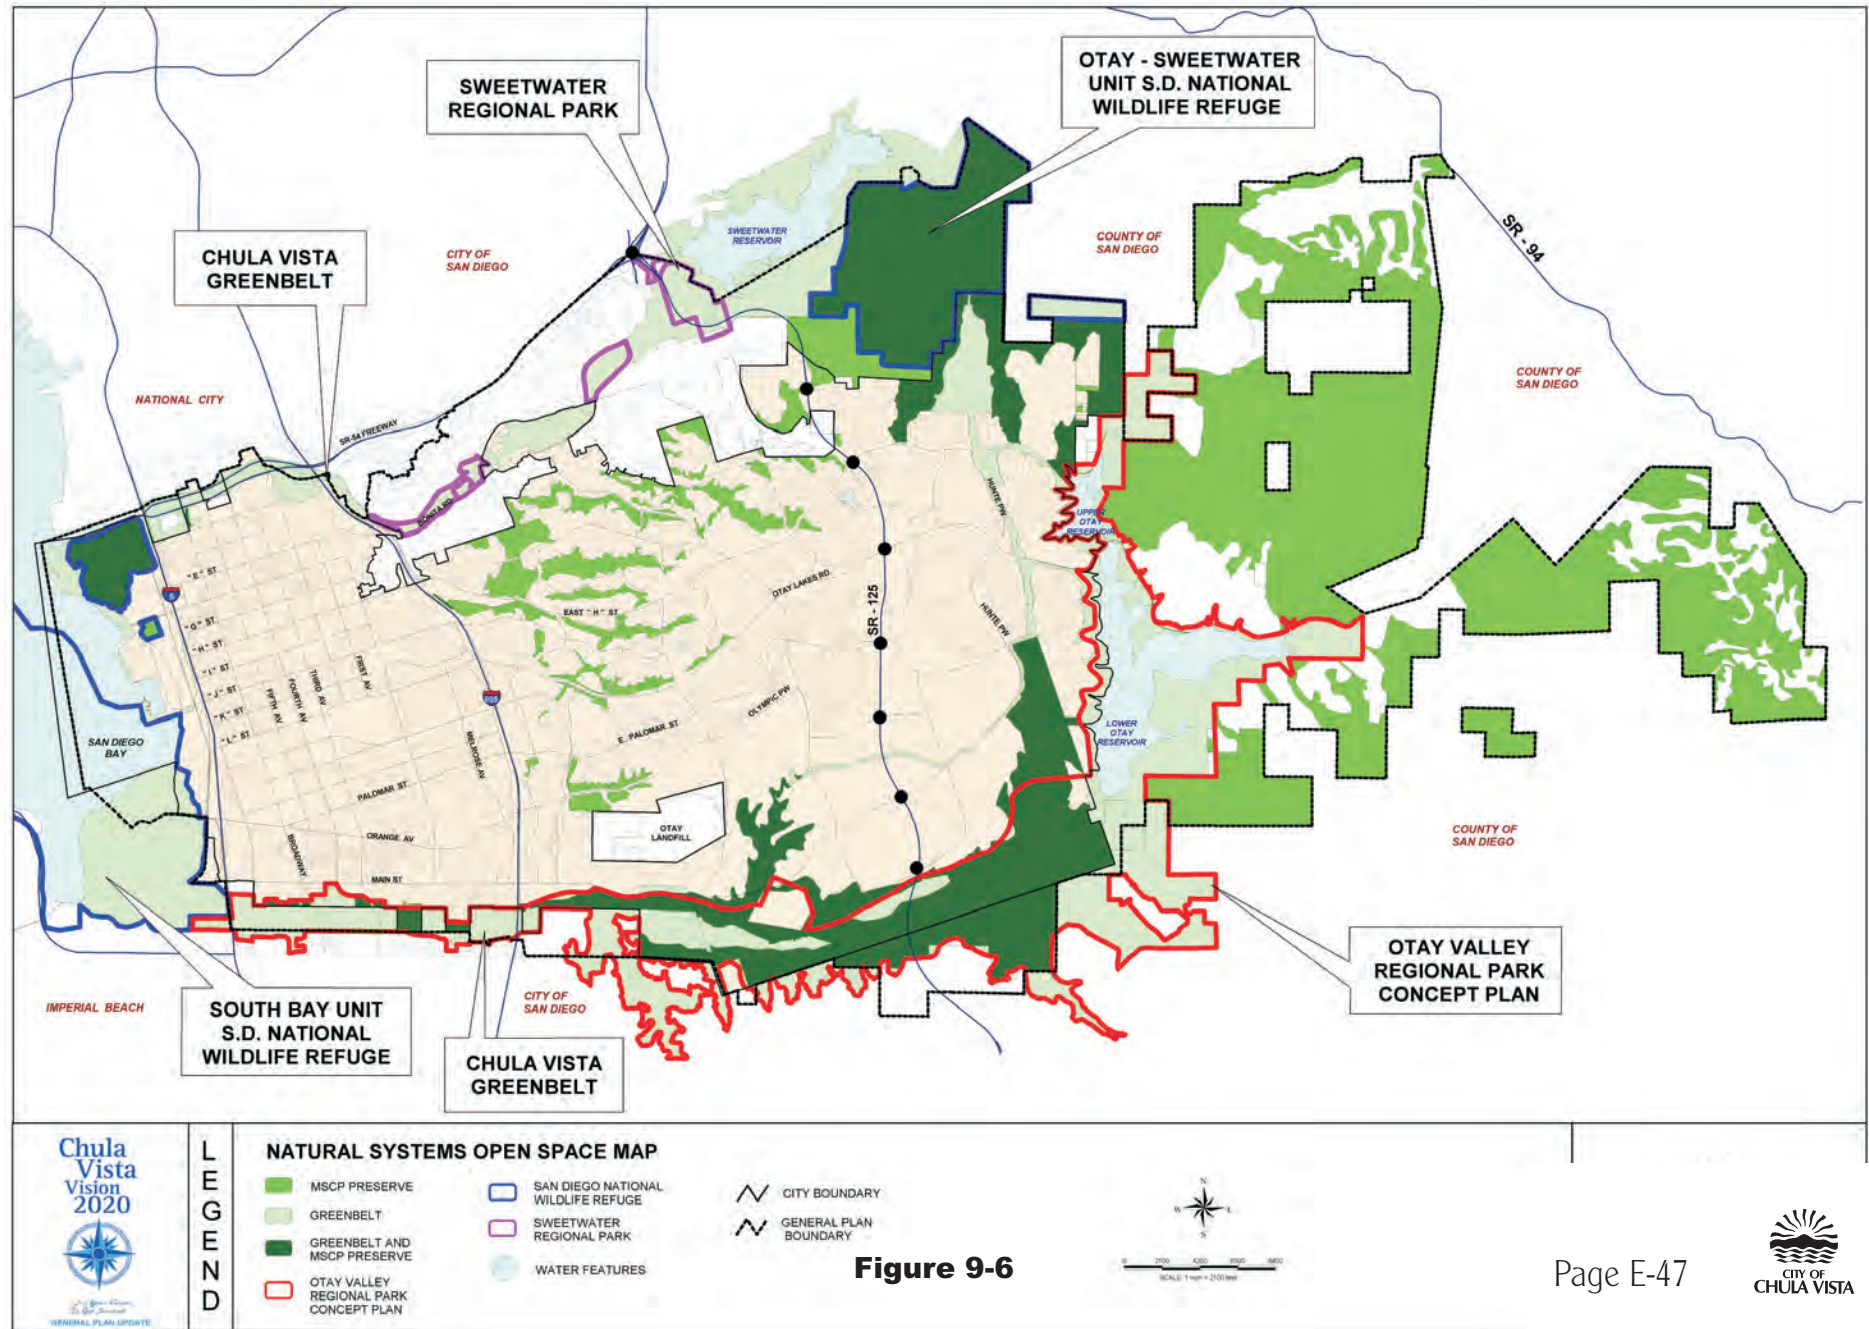 SWEETWATER
REGIONAL PARK
OTAY - SWEETWATER
UNIT S.D. NATIONAL
WILDLIFE REFUGE
CHULA VISTA
GREENBELT
CITY OF
SAN DIEGO
SWEETWATER
RESERVOIR
COUNTY OF
SAN DIEGO
SR - 94
NATIONAL CITY
SR-54 FREEWAY
COUNTY OF
SAN DIEGO
BONITA RD
HUNTE PW
UPPER
OTAY
RESERVOIR
"E" ST
5
"G" ST
"H" ST
"I" ST
"J" ST
"K" ST
"L" ST
FIFTH AV
FOURTH AV
THIRD AV
FIRST AV
EAST "H" ST
OTAY LAKES RD
SR - 125
HUNTE PW
805
MELROSE AV
E. PALOMAR ST
OLYMPIC PW
LOWER
OTAY
RESERVOIR
SAN DIEGO
BAY
PALOMAR ST
ORANGE AV
BROADWAY
MAIN ST
OTAY
LANDFILL
COUNTY OF
SAN DIEGO
OTAY VALLEY
REGIONAL PARK
CONCEPT PLAN
IMPERIAL BEACH
SOUTH BAY UNIT
S.D. NATIONAL
WILDLIFE REFUGE
CITY OF
SAN DIEGO
CHULA VISTA
GREENBELT
Chula
Vista
Vision
2020
GENERAL PLAN UPDATE
LEGEND
NATURAL SYSTEMS OPEN SPACE MAP
MSCP PRESERVE
GREENBELT
GREENBELT AND
MSCP PRESERVE
OTAY VALLEY
REGIONAL PARK
CONCEPT PLAN
SAN DIEGO NATIONAL
WILDLIFE REFUGE
SWEETWATER
REGIONAL PARK
WATER FEATURES
CITY BOUNDARY
GENERAL PLAN
BOUNDARY
Figure 9-6
N
W
E
S
Page E-47
CITY OF
CHULA VISTA